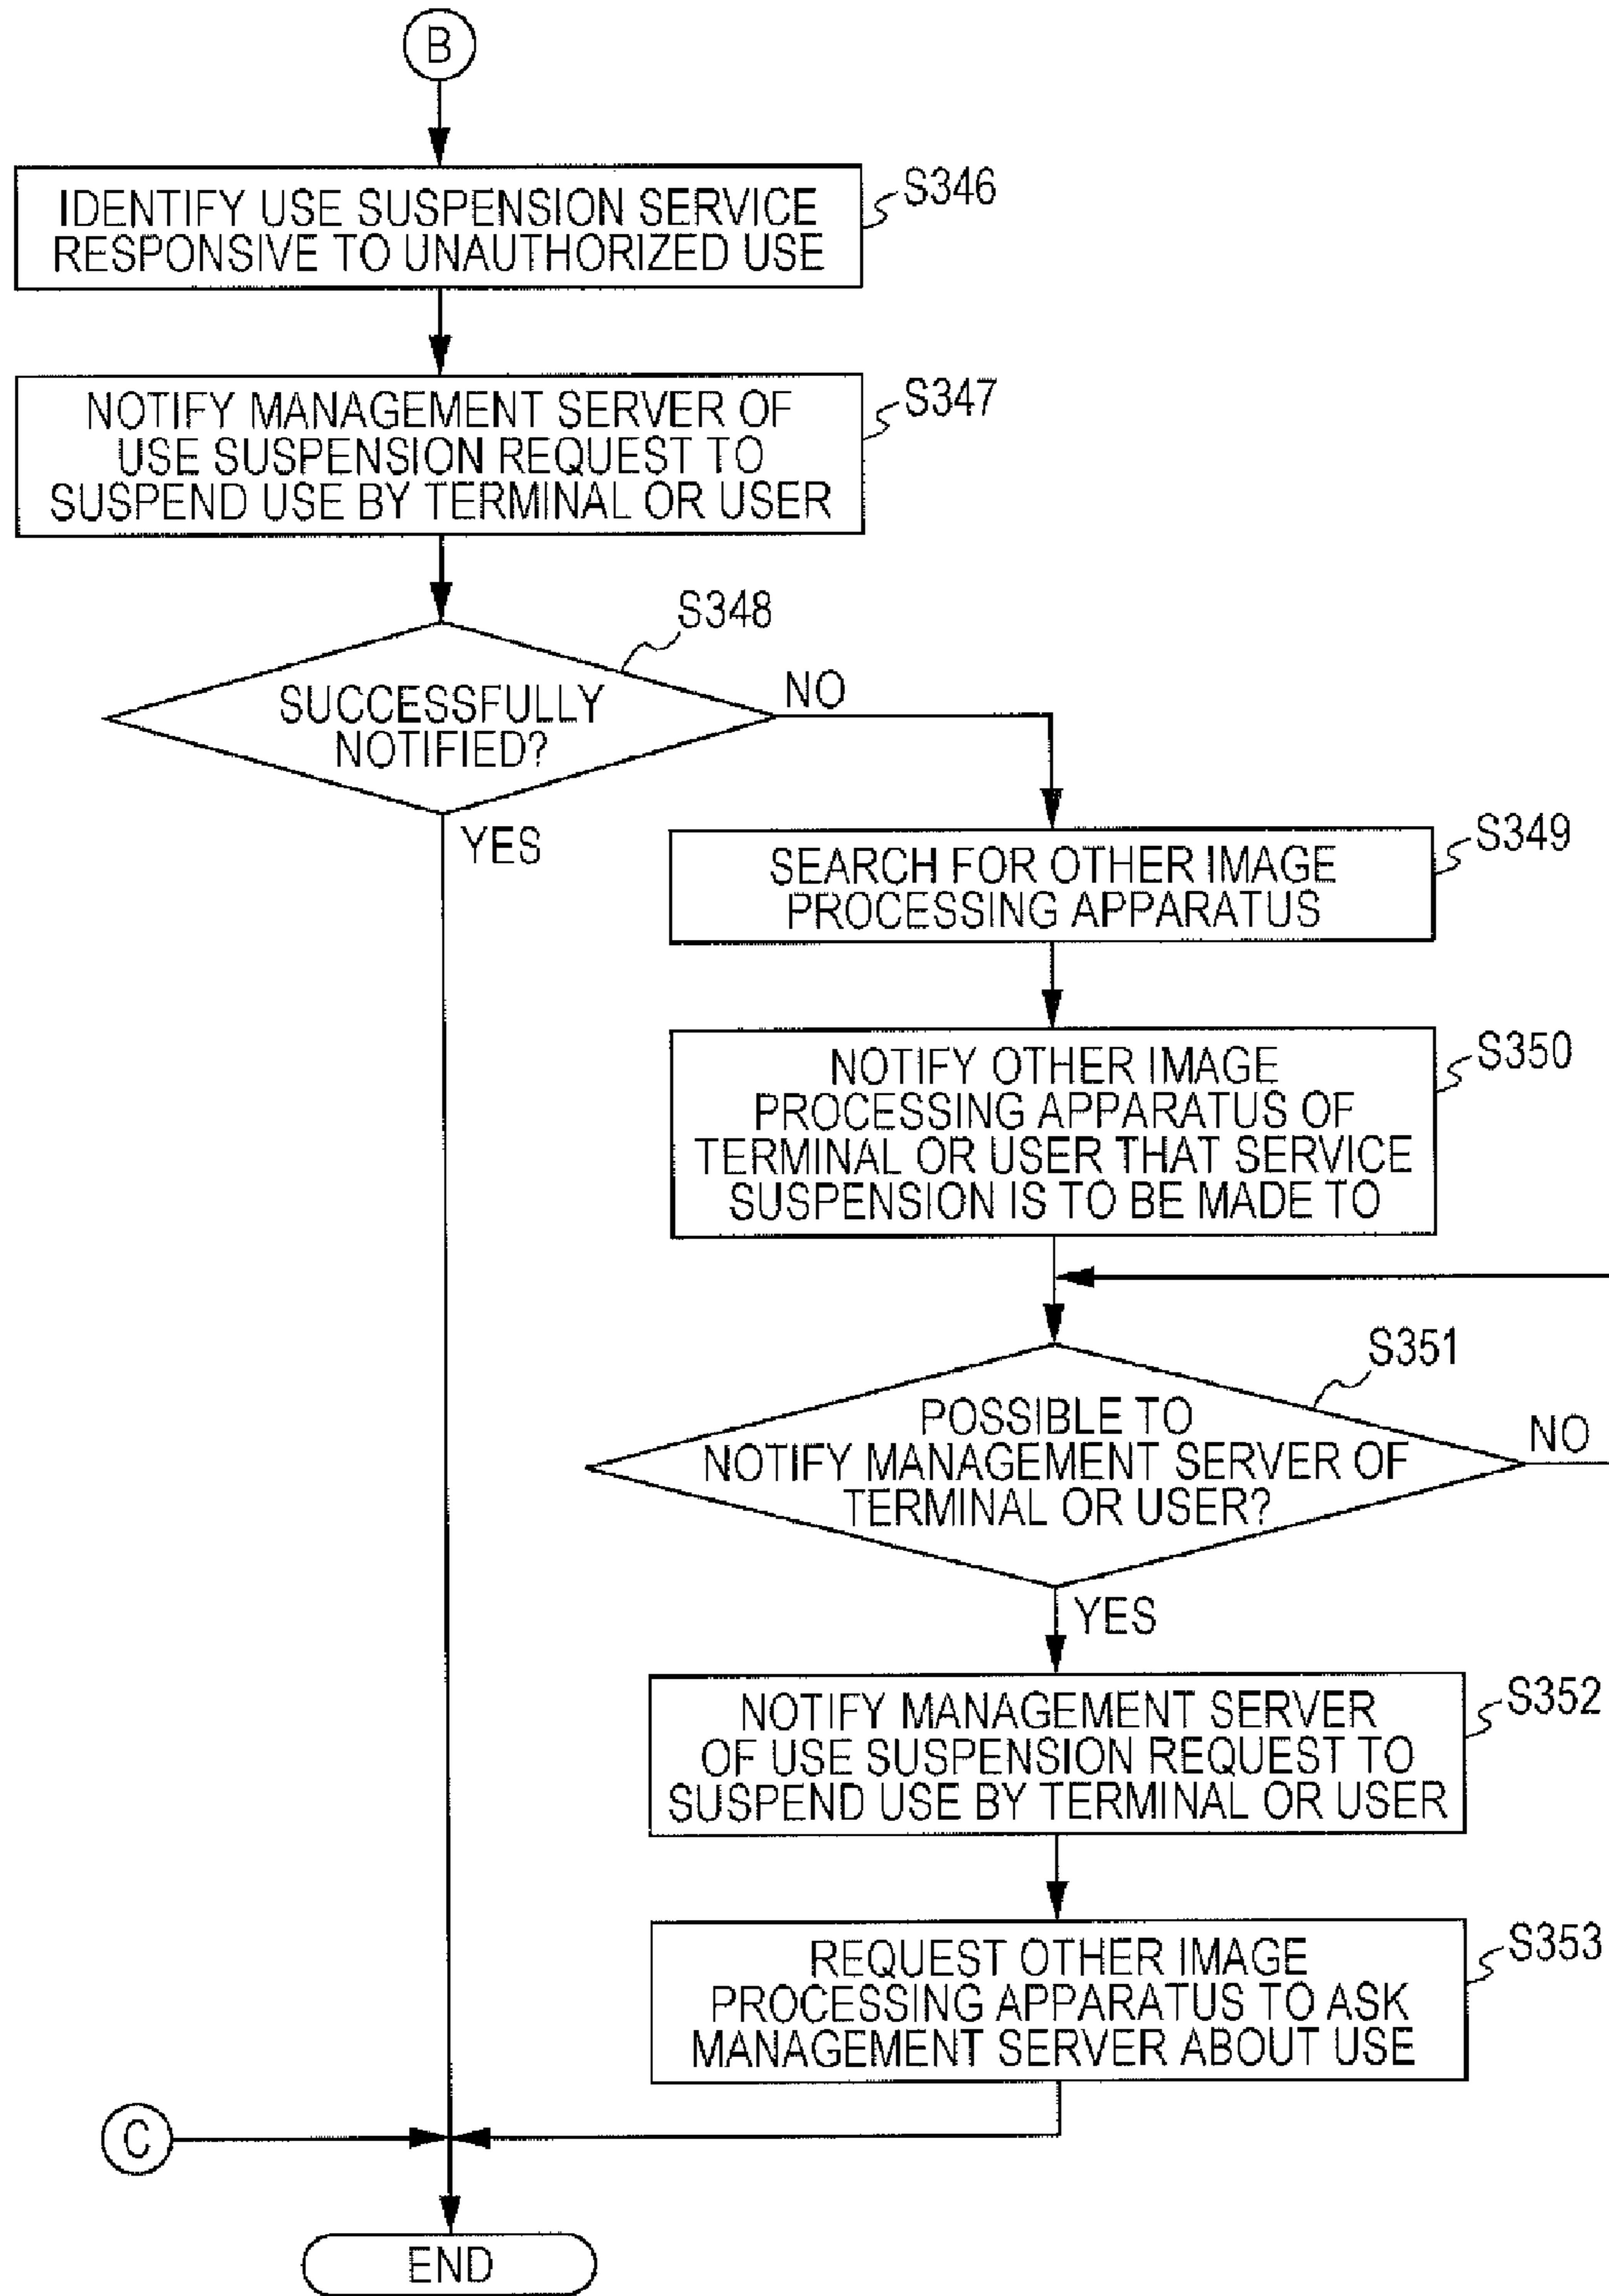 B
IDENTIFY USE SUSPENSION SERVICE
RESPONSIVE TO UNAUTHORIZED USE
S346
NOTIFY MANAGEMENT SERVER OF
USE SUSPENSION REQUEST TO
SUSPEND USE BY TERMINAL OR USER
S347
S348
SUCCESSFULLY
NOTIFIED?
NO
YES
S349
SEARCH FOR OTHER IMAGE
PROCESSING APPARATUS
S350
NOTIFY OTHER IMAGE
PROCESSING APPARATUS OF
TERMINAL OR USER THAT SERVICE
SUSPENSION IS TO BE MADE TO
S351
POSSIBLE TO
NOTIFY MANAGEMENT SERVER OF
TERMINAL OR USER?
NO
YES
S352
NOTIFY MANAGEMENT SERVER
OF USE SUSPENSION REQUEST TO
SUSPEND USE BY TERMINAL OR USER
S353
REQUEST OTHER IMAGE
PROCESSING APPARATUS TO ASK
MANAGEMENT SERVER ABOUT USE
C
END